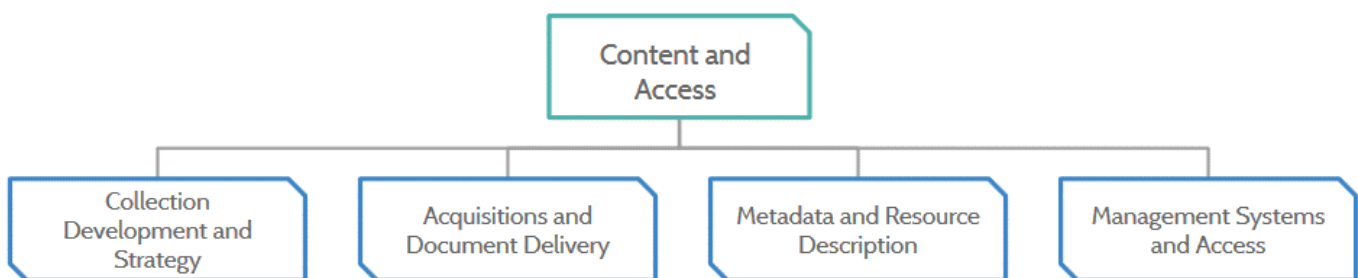 Content and
Access
Collection
Development and
Strategy
Acquisitions and
Document Delivery
Metadata and Resource
Description
Management Systems
and Access